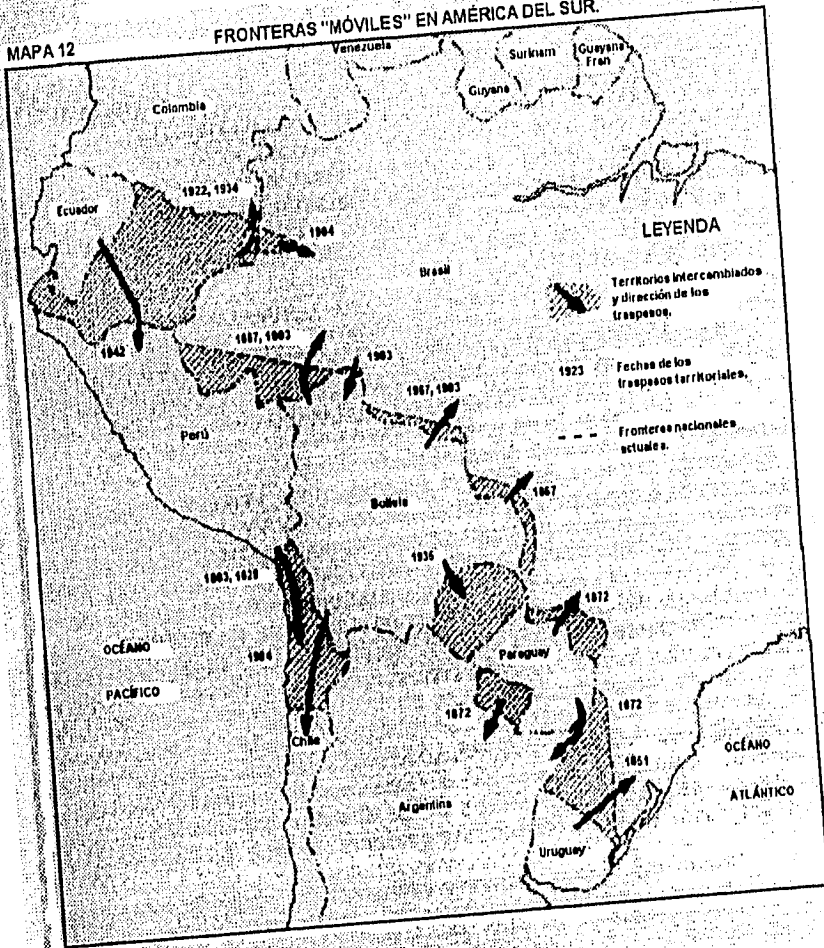 FRONTERAS "MÓVILES" EN AMÉRICA DEL SUR.
MAPA 12
Venezuela
Surinam
Guayana
Fran
Guyana
Colombia
1922, 1934
Ecuador
1904
LEYENDA
Brasil
Territorios Intercambiados
y dirección de los
traspasos.
1942
1867, 1903
1903
1923
Fechas de los
traspasos territoriales.
1967, 1903
Perú
Fronteras nacionales
actuales.
Bolivia
1867
1935
1872
OCÉANO
PACÍFICO
1904
Paraguay
1872
1872
Chile
OCÉANO
ATLÁNTICO
1851
Argentina
Uruguay